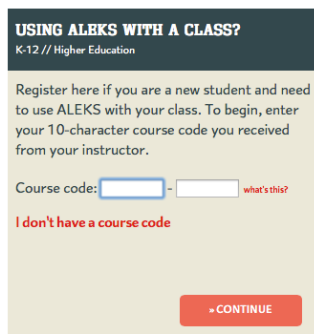 USING ALEKS WITH A CLASS?
K-12 // Higher Education
Register here if you are a new student and need
to use ALEKS with your class. To begin, enter
your 10-character course code you received
from your instructor.
Course code: - what's this?
I don't have a course code
» CONTINUE